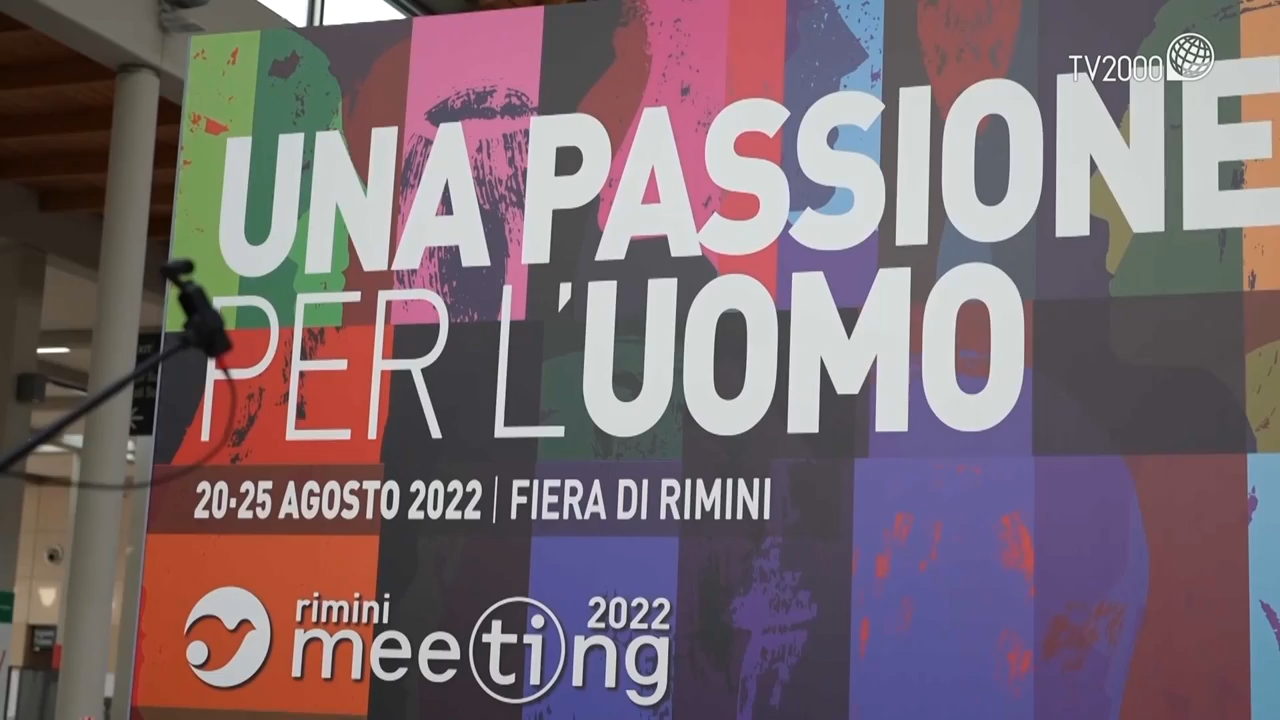 TV2000
UNA PASSIONE
PER L'UOMO
20-25 AGOSTO 2022 | FIERA DI RIMINI
rimini 2022
meeting